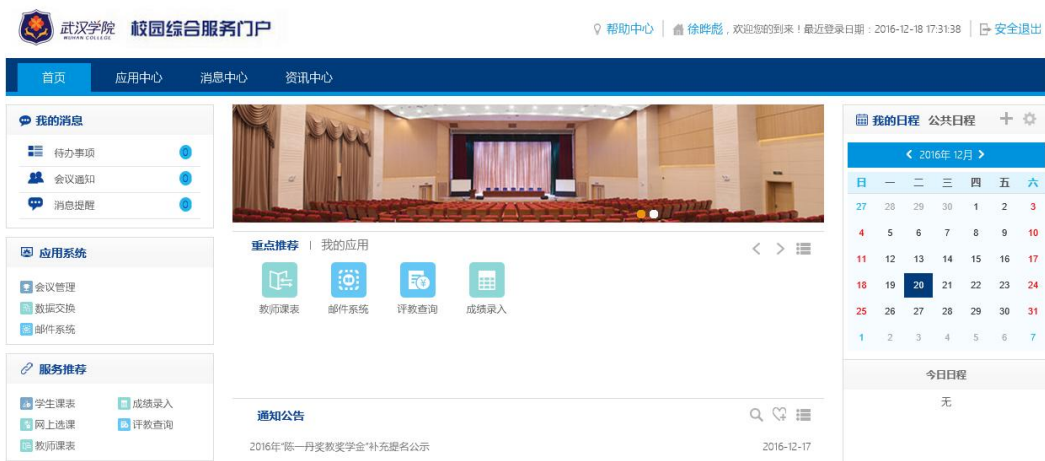 武汉学院 校园综合服务门户
WUHAN COLLEGE
帮助中心 徐晔彪，欢迎您的到来！最近登录日期：2016-12-18 17:31:38 安全退出
首页 应用中心 消息中心 资讯中心
我的消息
待办事项 0
会议通知 0
消息提醒 0
应用系统
会议管理
数据交换
邮件系统
服务推荐
学生课表 成绩录入
网上选课 评教查询
教师课表
重点推荐 | 我的应用
教师课表 邮件系统 评教查询 成绩录入
通知公告
2016年“陈一丹奖教奖学金”补充提名公示 2016-12-17
我的日程 公共日程
2016年 12月
日 一 二 三 四 五 六
27 28 29 30 1 2 3
4 5 6 7 8 9 10
11 12 13 14 15 16 17
18 19 20 21 22 23 24
25 26 27 28 29 30 31
1 2 3 4 5 6 7
今日日程
无